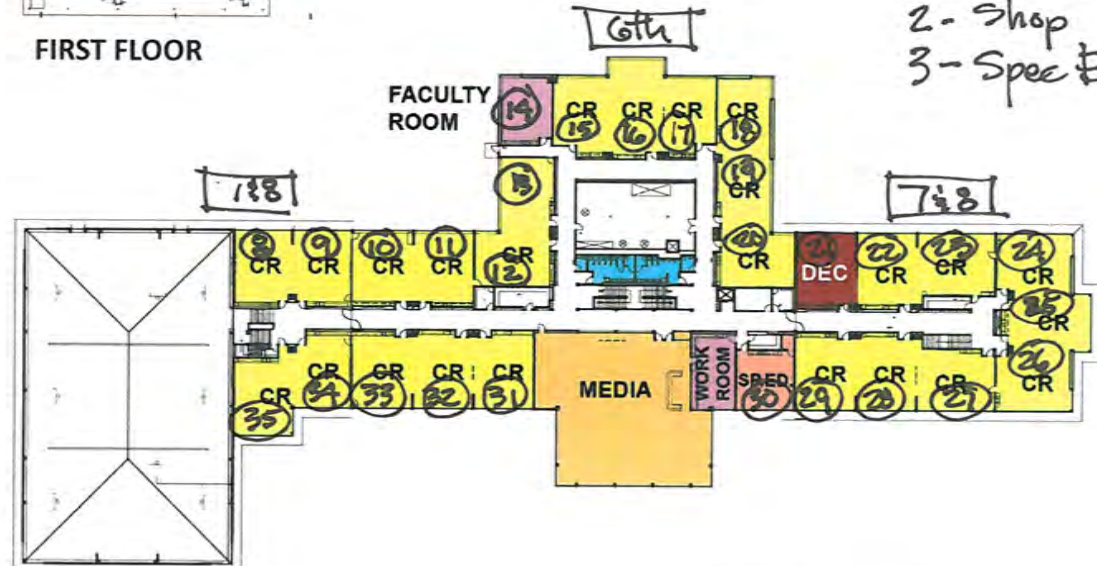 6th
2 - Shop
3 - Spec E
FIRST FLOOR
FACULTY
ROOM
14
CR CR CR CR
15 16 17 18
13
19
CR
7&8
CR CR CR CR
8 9 10 11
CR
12
CR
20
21
DEC
CR CR CR
22 23 24
CR
25
CR
26
MEDIA
WORK
ROOM
SPED.
30
CR CR CR
29 28 27
CR CR CR CR CR
35 34 33 32 31